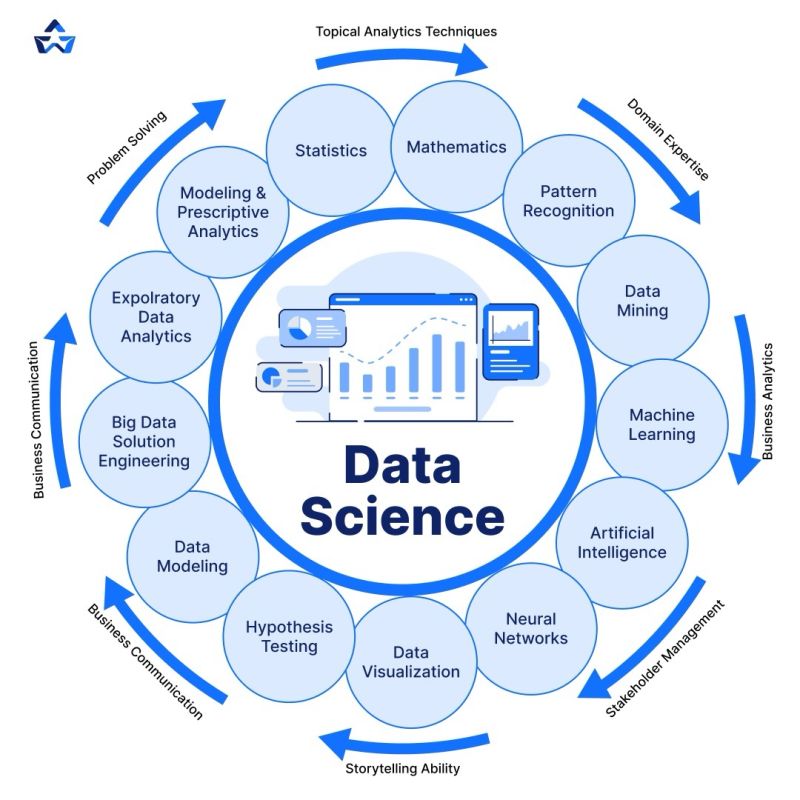 Topical Analytics Techniques
Domain Expertise
Business Analytics
Stakeholder Management
Storytelling Ability
Business Communication
Business Communication
Problem Solving
Statistics
Mathematics
Pattern
Recognition
Data
Mining
Machine
Learning
Artificial
Intelligence
Neural
Networks
Data
Visualization
Hypothesis
Testing
Data
Modeling
Big Data
Solution
Engineering
Expolratory
Data
Analytics
Modeling &
Prescriptive
Analytics
Data
Science